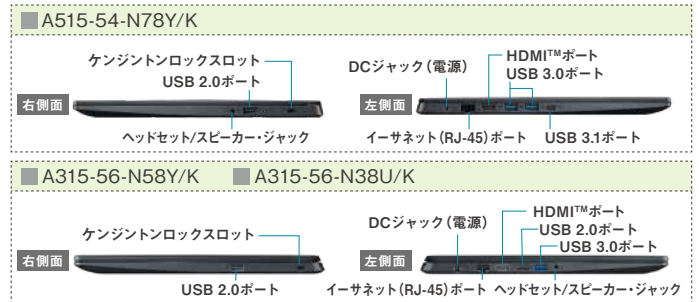 A515-54-N78Y/K
ケンジントンロックスロット
USB 2.0ポート
右側面
ヘッドセット/スピーカー・ジャック
DCジャック(電源)
HDMI™ポート
USB 3.0ポート
左側面
イーサネット(RJ-45)ポート
USB 3.1ポート
A315-56-N58Y/K
A315-56-N38U/K
ケンジントンロックスロット
右側面
USB 2.0ポート
DCジャック(電源)
HDMI™ポート
USB 2.0ポート
USB 3.0ポート
左側面
イーサネット(RJ-45)ポート
ヘッドセット/スピーカー・ジャック